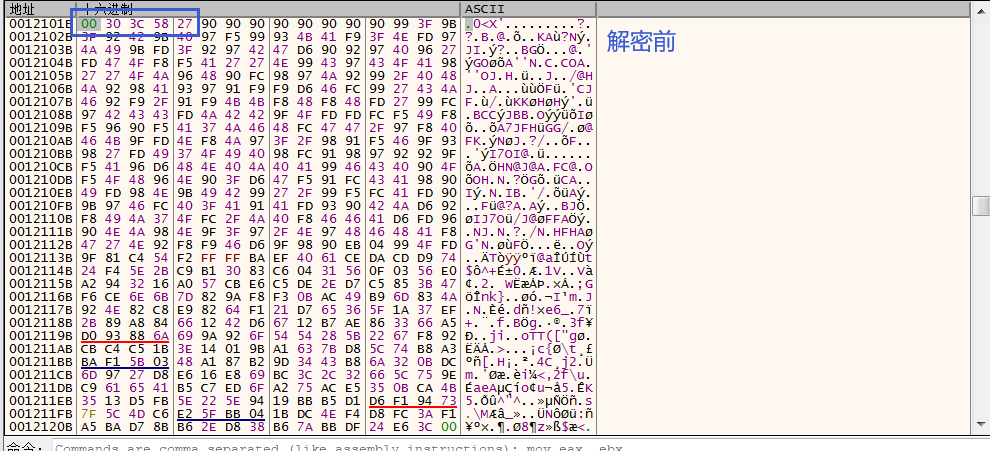 地址 十六进制 ASCII
0012101B 00 30 3C 58 27 90 90 90 90 90 90 90 90 99 3F 9B .0<X'.........?.
0012102B 3F 92 42 9B 40 97 F5 99 93 4B 41 F9 3F 4E FD 97 ?.B.@.õ..KAù?Ný.
解密前
0012103B 4A 49 9B FD 3F 92 97 42 47 D6 90 92 97 40 96 27 JI.ý?..BGÖ...@.'
0012104B FD 47 4F F8 F5 41 27 27 4E 99 43 97 43 4F 41 98 ýGOøõA''N.C.COA.
0012105B 27 27 4F 4A 96 48 90 FC 98 97 4A 92 99 2F 40 48 ''OJ.H.ü..J../@H
0012106B 4A 92 98 41 93 97 91 F9 F9 D6 46 FC 99 27 43 4A J..A...ùùÖFü.'CJ
0012107B 46 92 F9 2F 91 F9 4B 4B F8 48 F8 48 FD 27 99 FC F.ù/.ùKKøHøHý'.ü
0012108B 97 42 43 43 FD 4A 42 42 9F 4F FD FD FC F5 49 F8 .BCCýJBB.OýýüõIø
0012109B F5 96 90 F5 41 37 4A 46 48 FC 47 47 2F 97 F8 40 õ..õA7JFHüGG/.ø@
001210AB 46 4B 9F FD 4E F8 4A 97 3F 2F 98 91 F5 46 9F 93 FK.ýNøJ.?/..õF..
001210BB 98 27 FD 49 37 4F 49 40 98 FC 91 98 97 92 92 9F .'ýI7OI@.ü......
001210CB F5 41 96 D6 48 4E 40 4A 40 41 99 46 43 40 90 4F õA.ÖHN@J@A.FC@.O
001210DB F5 4F 48 96 4E 90 3F D6 47 F5 91 FC 43 41 98 90 õOH.N.?ÖGõ.üCA..
001210EB 49 FD 98 4E 9B 49 42 99 27 2F 99 F5 FC 41 FD 90 Iý.N.IB.'/.õüAý.
001210FB 9B 97 46 FC 40 3F 41 91 41 FD 93 90 42 4A D6 92 ..Fü@?A.Aý..BJÖ.
0012110B F8 49 4A 37 4F FC 2F 4A 40 F8 46 46 41 D6 FD 96 øIJ7Oü/J@øFFAÖý.
0012111B 90 4E 4A 98 4E 9F 3F 97 2F 4E 97 48 46 48 41 F8 .NJ.N.?./N.HFHAø
0012112B 47 27 4E 92 F8 F9 46 D6 9F 98 90 EB 04 99 4F FD G'N.øùFÖ...ë..Oý
0012113B 9F 81 C4 54 F2 FF FF BA EF 40 61 CE DA CD D9 74 ..ÄTòÿÿºï@aÎÚÍÙt
0012114B 24 F4 5E 2B C9 B1 30 83 C6 04 31 56 0F 03 56 E0 $ô^+É±0.Æ.1V..Và
0012115B A2 94 32 16 A0 57 CB E6 C5 DE 2E D7 C5 85 3B 47 ¢.2. WËæÅÞ.×Å.;G
0012116B F6 CE 6E 6B 7D 82 9A F8 F3 0B AC 49 B9 6D 83 4A öÎnk}..øó.¬I¹m.J
0012117B 92 4E 82 C8 E9 82 64 F1 21 D7 65 36 5F 1A 37 EF .N.Èé.dñ!×e6_.7ï
0012118B 2B 89 A8 84 66 12 42 D6 67 12 B7 AE 86 33 66 A5 +.¨.f.BÖg.·®.3f¥
0012119B D0 93 88 6A 69 9A 92 6F 54 54 28 5B 22 67 F8 92 Ð..ji..oTT(["gø.
001211AB CB C4 C5 1B 3E 14 01 9B A1 63 7B D8 5C 74 B8 A3 ËÄÅ.>...¡c{Ø\t¸£
001211BB BA F1 5B 03 48 A1 87 B2 9D 34 43 B8 6A 32 0B DC ºñ[.H¡.².4C¸j2.Ü
001211CB 6D 97 27 D8 E6 16 E8 69 BC 3C 2C 32 66 5C 75 9E m.'Øæ.èi¼<,2f\u.
001211DB C9 61 65 41 B5 C7 ED 6F A2 75 AC E5 35 0B CA 4B ÉaeAµÇío¢u¬å5.ÊK
001211EB 35 13 D5 FB 5E 22 5E 94 19 BB B5 D1 D6 F1 94 73 5.Õû^"^..»µÑÖñ.s
001211FB 7F 5C 4D C6 E2 5F BB 04 1B DC 4E F4 D8 FC 3A F1 .\MÆâ_»..ÜNôØü:ñ
0012120B A5 BA D7 8B B6 2E D8 38 B6 7A BB DF 24 E6 3C 00 ¥º×.¶.Ø8¶z»ß$æ<.
命令: Commands are comma separated (like assembly instructions): mov eax, ebx